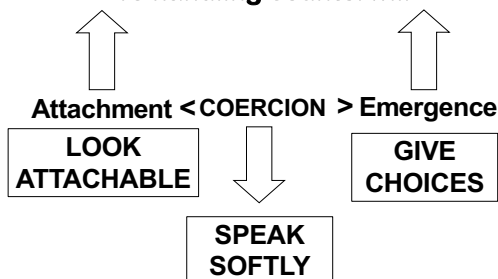 Attachment < COERCION > Emergence
LOOK
ATTACHABLE
GIVE
CHOICES
SPEAK
SOFTLY